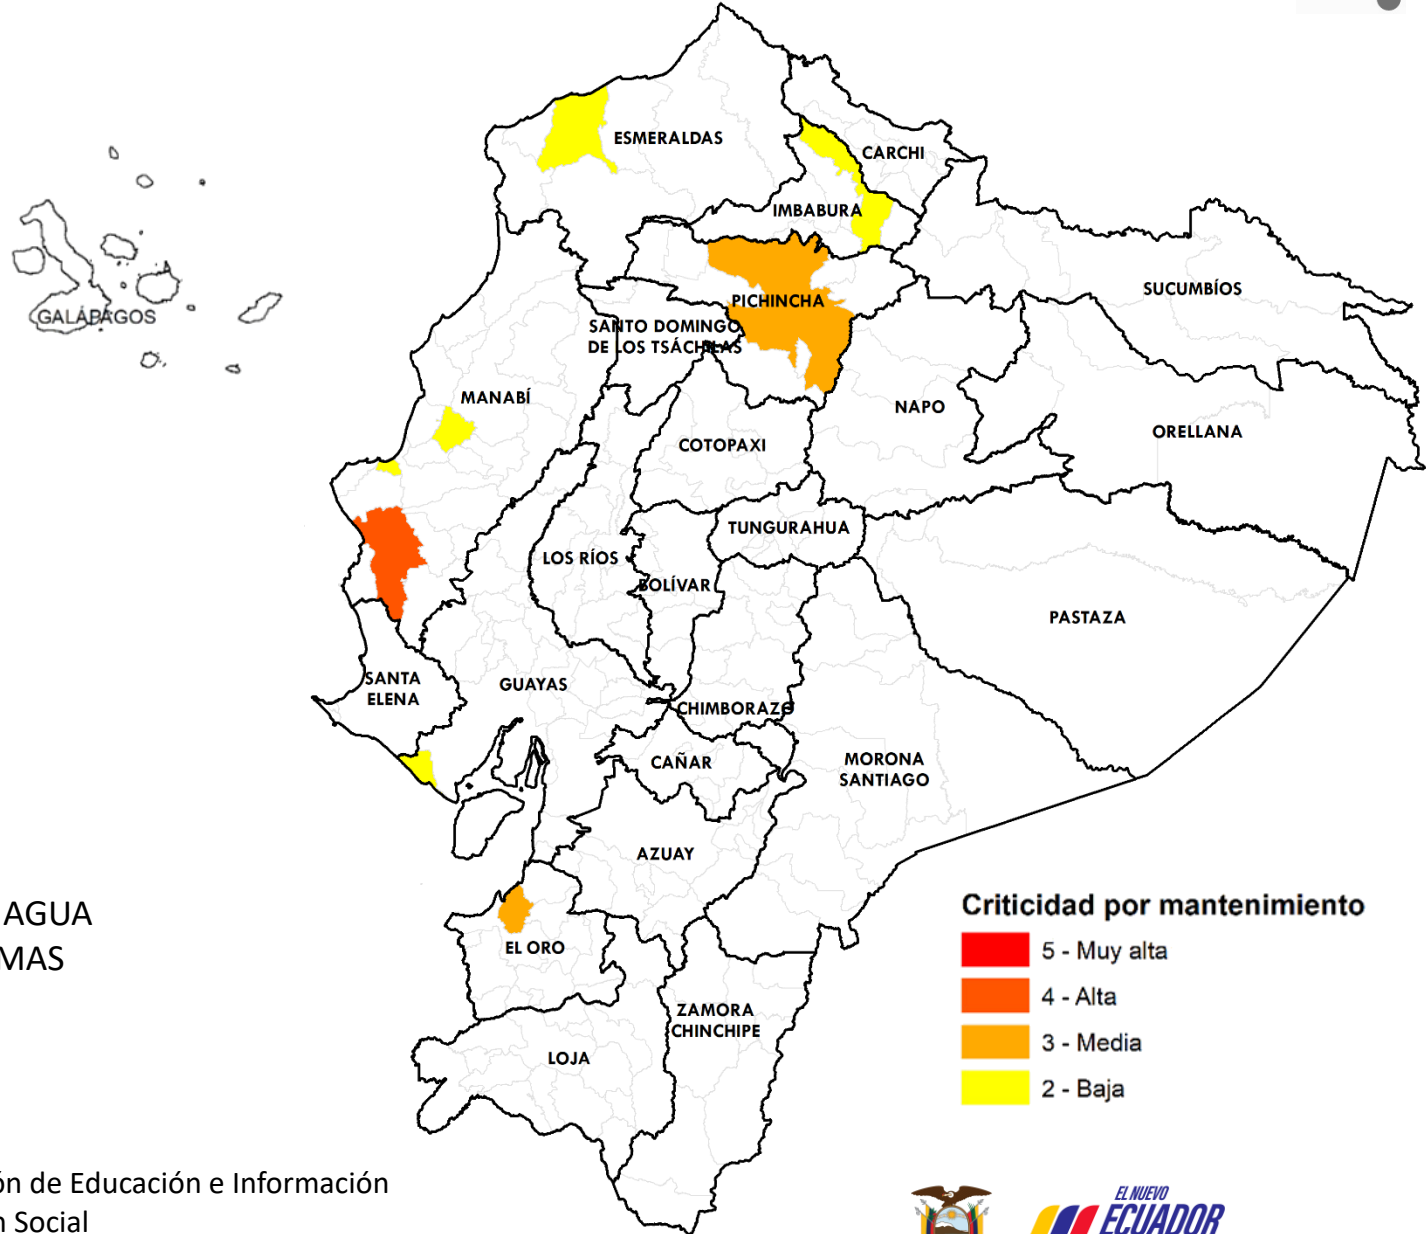 ESMERALDAS
CARCHI
IMBABURA
GALÁPAGOS
PICHINCHA
SUCUMBÍOS
SANTO DOMINGO
DE LOS TSÁCHILAS
MANABÍ
NAPO
ORELLANA
COTOPAXI
TUNGURAHUA
LOS RÍOS
BOLÍVAR
PASTAZA
SANTA
ELENA
GUAYAS
CHIMBORAZO
CAÑAR
MORONA
SANTIAGO
AZUAY
EL ORO
ZAMORA
CHINCHIPE
LOJA
AGUA
MAS
Criticidad por mantenimiento
5 - Muy alta
4 - Alta
3 - Media
2 - Baja
ón de Educación e Información
n Social
EL NUEVO
ECUADOR